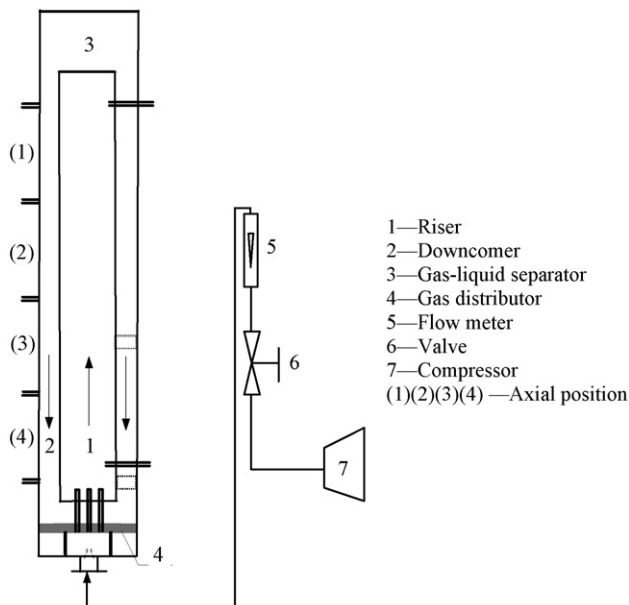 3
(1)
(2)
(3)
(4)
2
1
4
5
6
7
1—Riser
2—Downcomer
3—Gas-liquid separator
4—Gas distributor
5—Flow meter
6—Valve
7—Compressor
(1)(2)(3)(4) —Axial position